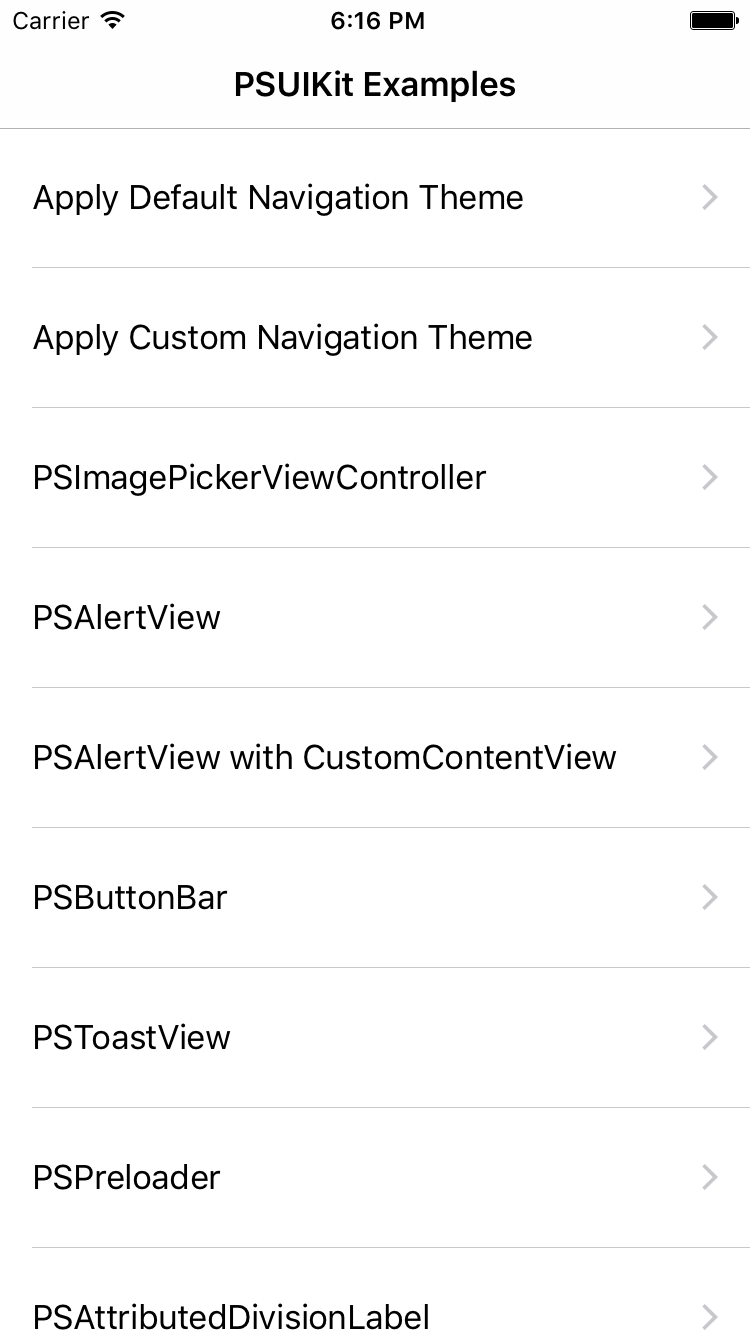 Carrier 6:16 PM
PSUIKit Examples
Apply Default Navigation Theme
Apply Custom Navigation Theme
PSImagePickerViewController
PSAlertView
PSAlertView with CustomContentView
PSButtonBar
PSToastView
PSPreloader
PSAttributedDivisionLabel